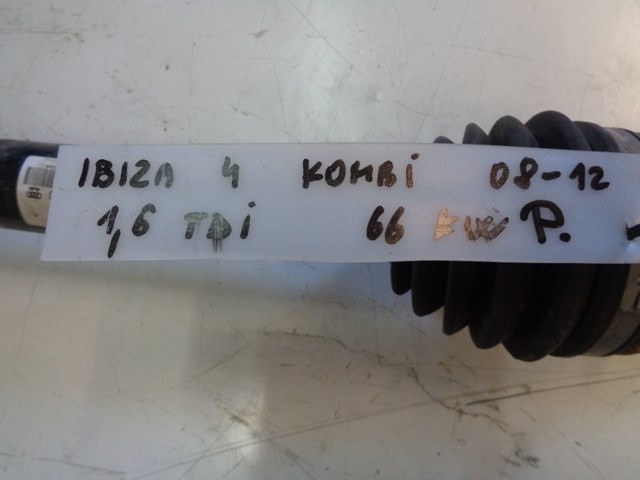 IBIZA 4 KOMBI 08-12
1,6 TDI 66 KW P.